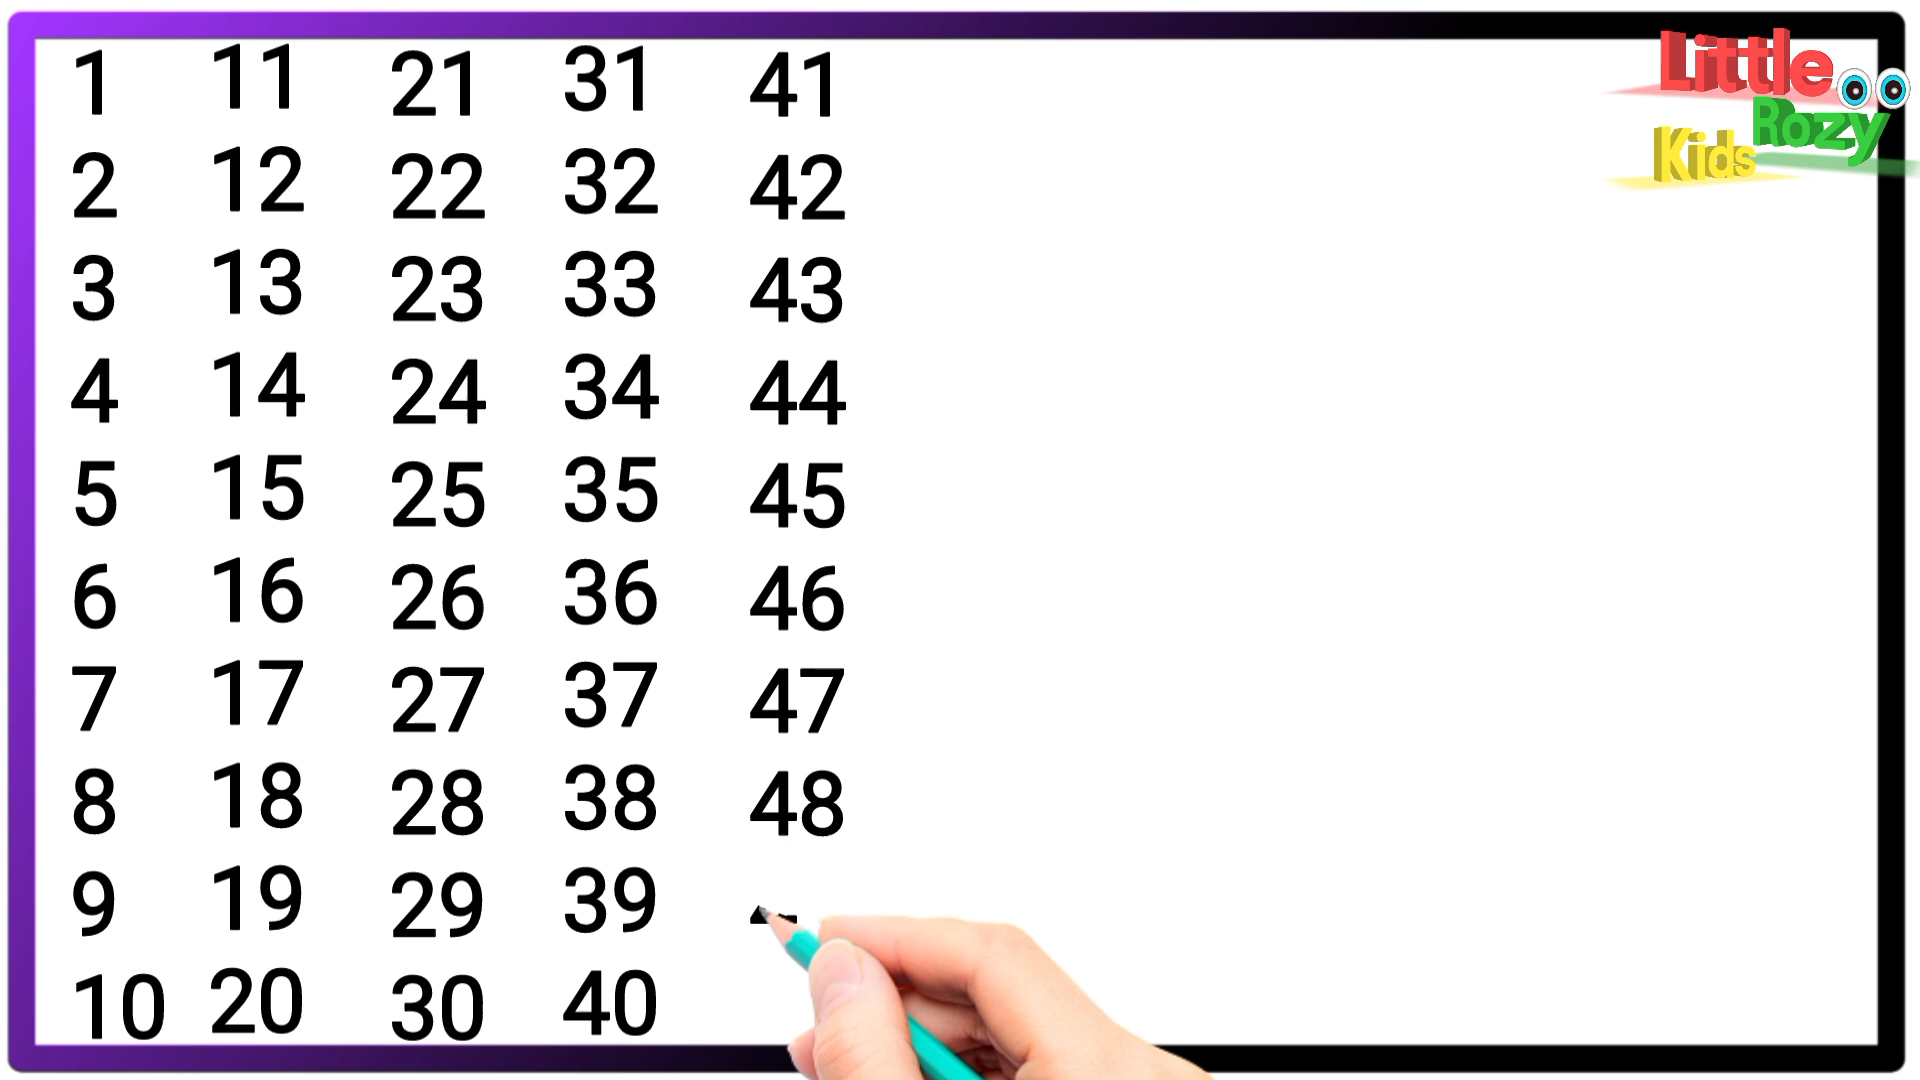 1 11 21 31 41
2 12 22 32 42
3 13 23 33 43
4 14 24 34 44
5 15 25 35 45
6 16 26 36 46
7 17 27 37 47
8 18 28 38 48
9 19 29 39
10 20 30 40
Little
Rozy
Kids